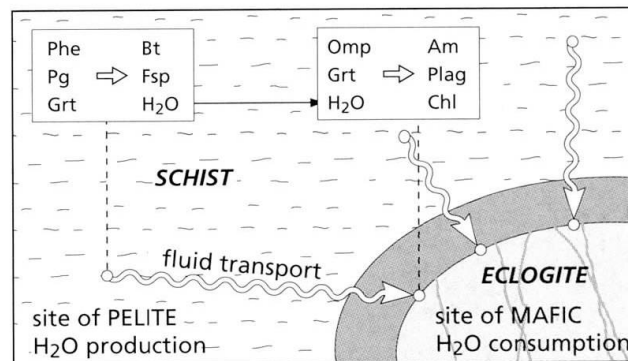 Phe Bt
Pg ⇨ Fsp
Grt H₂O
Omp Am
Grt ⇨ Plag
H₂O Chl
SCHIST
fluid transport
ECLOGITE
site of PELITE
H₂O production
site of MAFIC
H₂O consumption